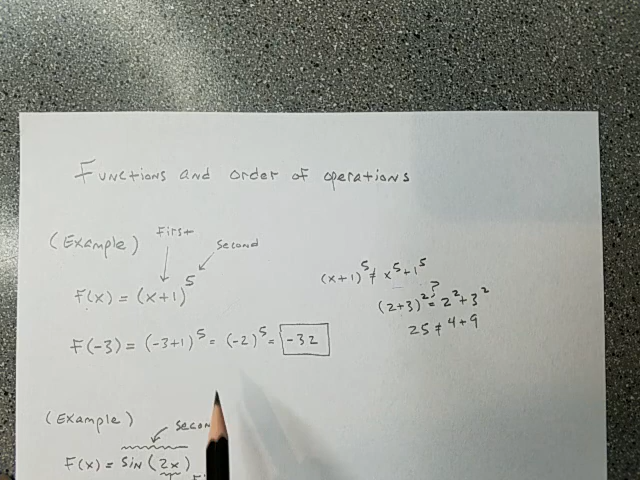 Functions and order of operations
(Example) First Second
F(x) = (x+1)^5
F(-3) = (-3+1)^5 = (-2)^5 = -32
(x+1)^5 ≠ x^5+1^5
(2+3)^2 ?= 2^2+3^2
25 ≠ 4+9
(Example)
F(x) = sin(2x)